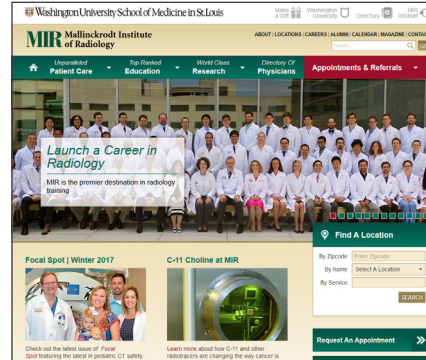 Washington University School of Medicine in St. Louis
Make a Gift
Washington University
Directory
MIR Intranet
MIR Mallinckrodt Institute of Radiology
ABOUT | LOCATIONS | CAREERS | ALUMNI | CALENDAR | MAGAZINE | CONTAC
Search...
Unparalleled
Patient Care
Top Ranked
Education
World Class
Research
Directory Of
Physicians
Appointments & Referrals
Launch a Career in
Radiology
MIR is the premier destination in radiology
training
Find A Location
By Zipcode Enter Zipcode
By Name Select A Location
By Service
SEARCH
Request An Appointment
Focal Spot | Winter 2017
C-11 Choline at MIR
Check out the latest issue of Focal
Spot featuring the latest in pediatric CT safety,
Learn more about how C-11 and other
radiotracers are changing the way cancer is